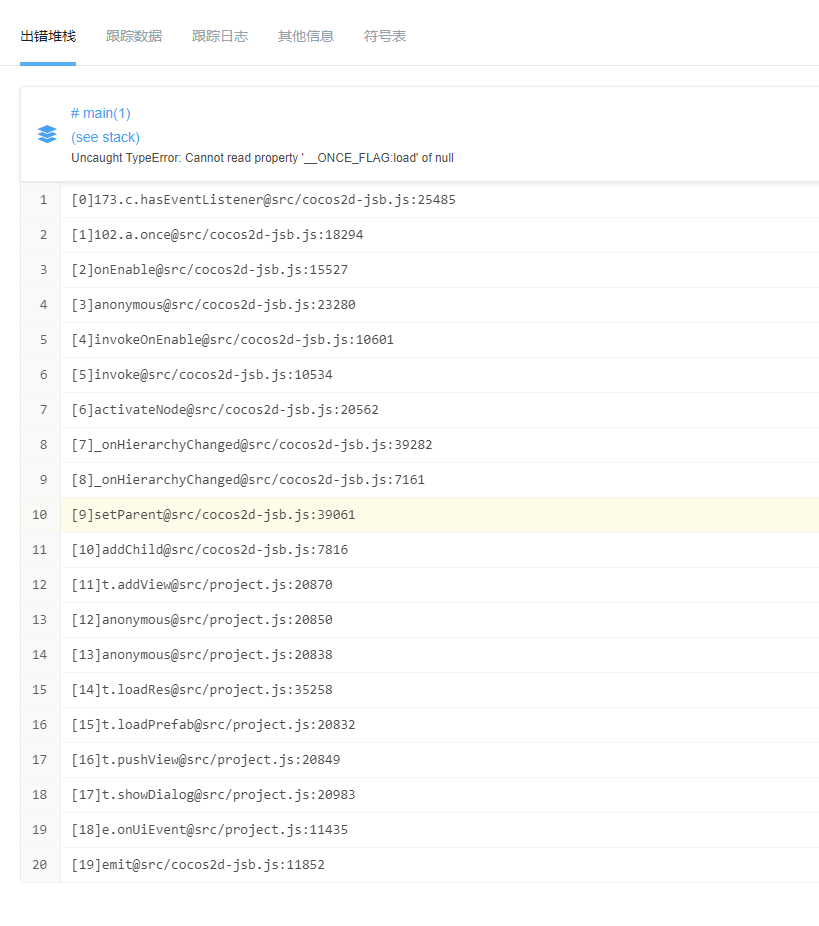 出错堆栈 跟踪数据 跟踪日志 其他信息 符号表
# main(1)
(see stack)
Uncaught TypeError: Cannot read property '__ONCE_FLAG:load' of null
1 [0]173.c.hasEventListener@src/cocos2d-jsb.js:25485
2 [1]102.a.once@src/cocos2d-jsb.js:18294
3 [2]onEnable@src/cocos2d-jsb.js:15527
4 [3]anonymous@src/cocos2d-jsb.js:23280
5 [4]invokeOnEnable@src/cocos2d-jsb.js:10601
6 [5]invoke@src/cocos2d-jsb.js:10534
7 [6]activateNode@src/cocos2d-jsb.js:20562
8 [7]_onHierarchyChanged@src/cocos2d-jsb.js:39282
9 [8]_onHierarchyChanged@src/cocos2d-jsb.js:7161
10 [9]setParent@src/cocos2d-jsb.js:39061
11 [10]addChild@src/cocos2d-jsb.js:7816
12 [11]t.addView@src/project.js:20870
13 [12]anonymous@src/project.js:20850
14 [13]anonymous@src/project.js:20838
15 [14]t.loadRes@src/project.js:35258
16 [15]t.loadPrefab@src/project.js:20832
17 [16]t.pushView@src/project.js:20849
18 [17]t.showDialog@src/project.js:20983
19 [18]e.onUiEvent@src/project.js:11435
20 [19]emit@src/cocos2d-jsb.js:11852